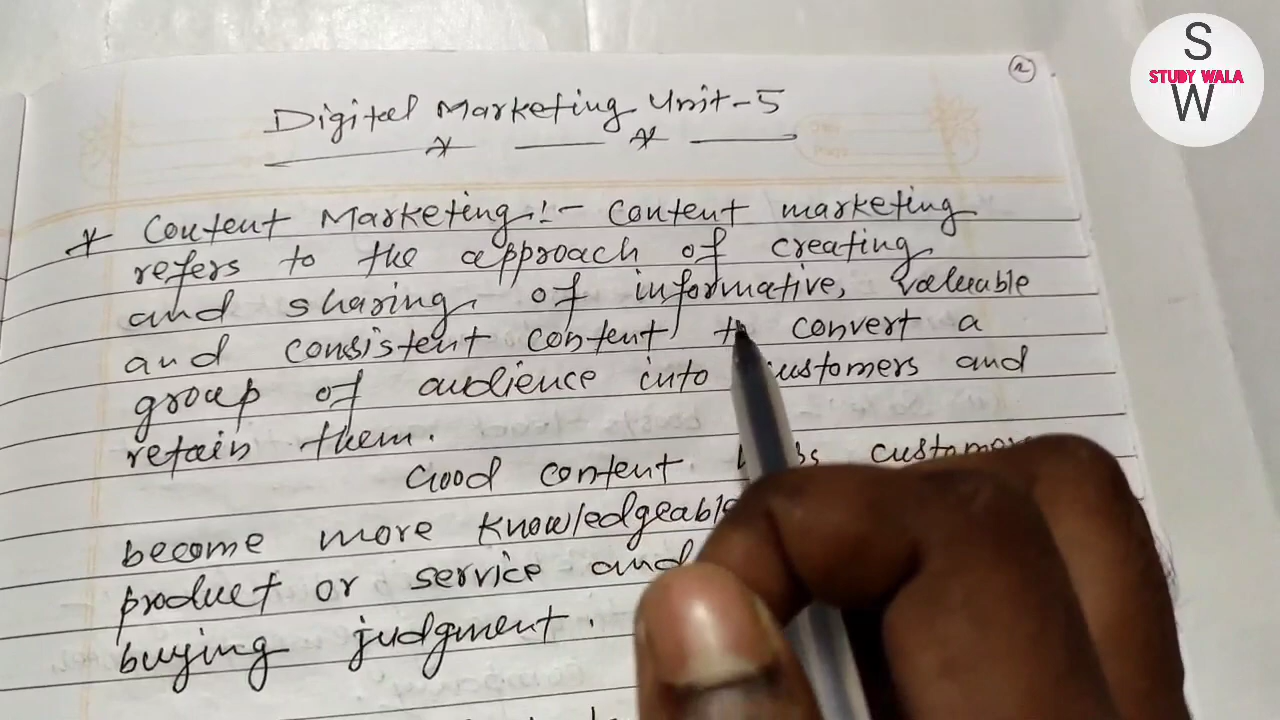 S
STUDY WALA
W
2
Digital Marketing Unit-5
* Content Marketing:- Content marketing
refers to the approach of creating
and sharing of informative, valuable
and consistent content to convert a
group of audience into customers and
retain them.
Good content customers
become more knowledgeable
product or service and
buying judgment.